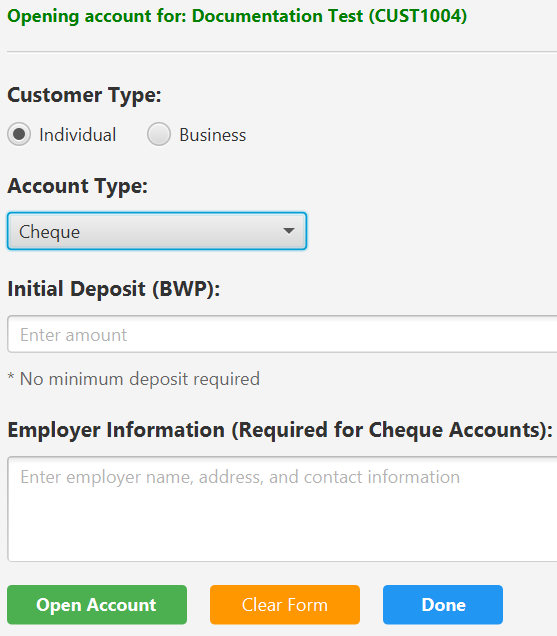 Opening account for: Documentation Test (CUST1004)
Customer Type:
Individual Business
Account Type:
Cheque
Initial Deposit (BWP):
Enter amount
* No minimum deposit required
Employer Information (Required for Cheque Accounts):
Enter employer name, address, and contact information
Open Account Clear Form Done